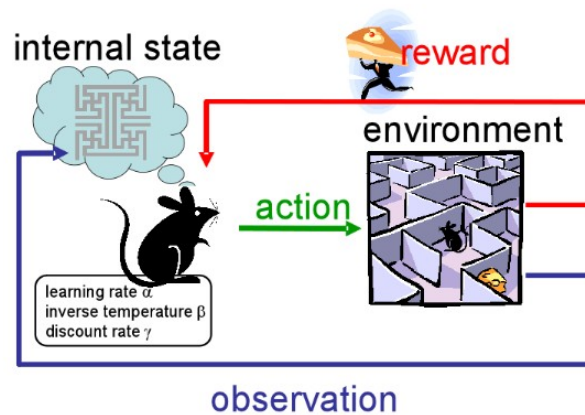 internal state
reward
environment
action
learning rate α
inverse temperature β
discount rate γ
observation